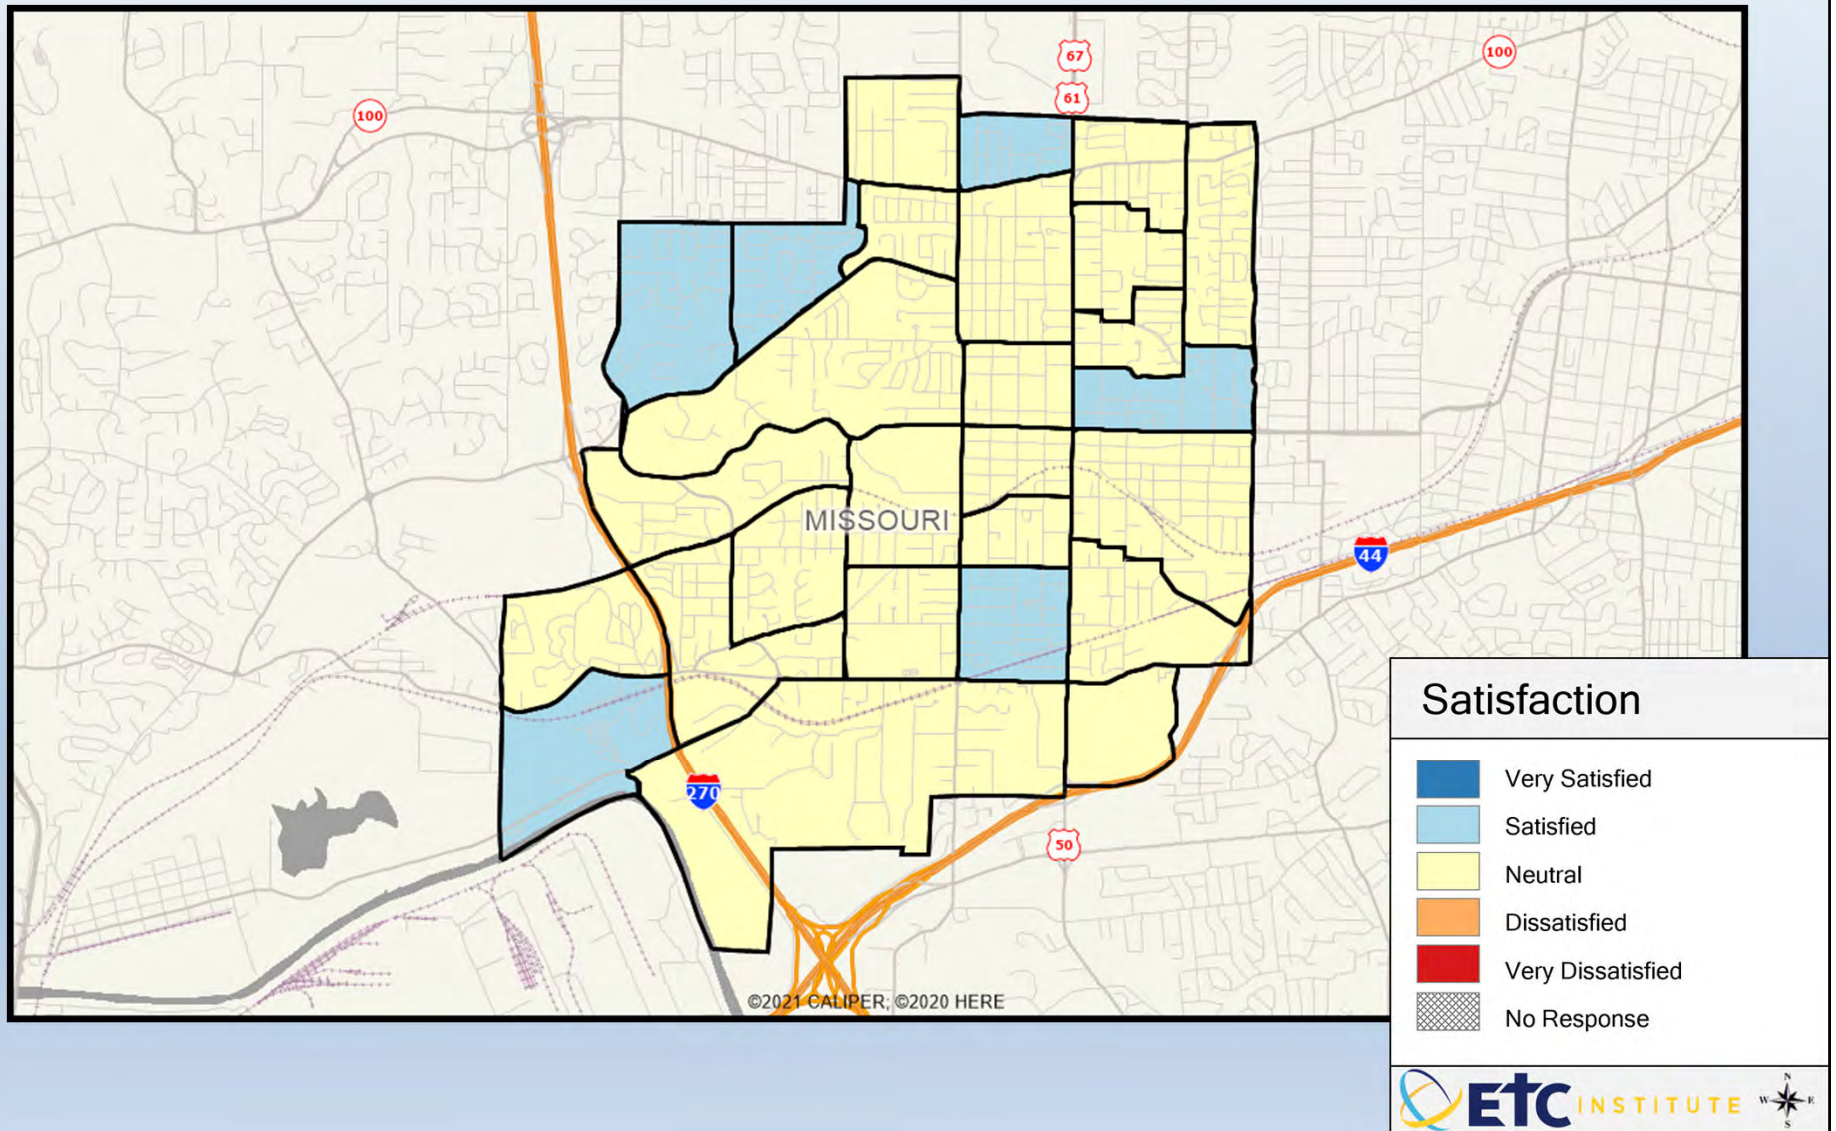 67
61
100
100
MISSOURI
44
270
50
©2021 CALIPER; ©2020 HERE
Satisfaction
Very Satisfied
Satisfied
Neutral
Dissatisfied
Very Dissatisfied
No Response
ETC INSTITUTE
N
W E
S